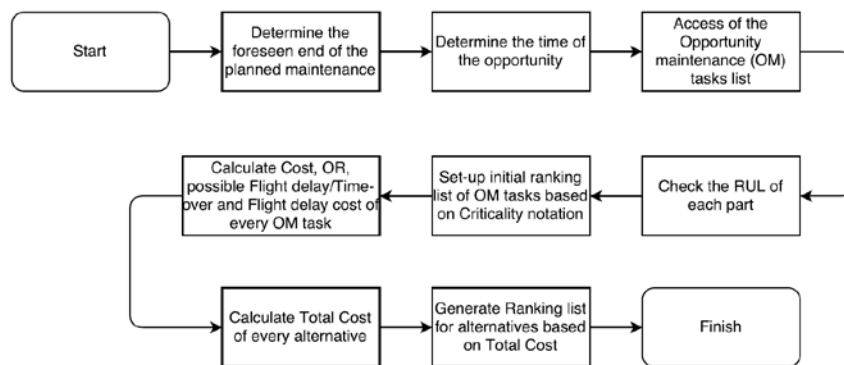 Start
Determine the
foreseen end of the
planned maintenance
Determine the time of
the opportunity
Access of the
Opportunity
maintenance (OM)
tasks list
Check the RUL of
each part
Set-up initial ranking
list of OM tasks based
on Criticality notation
Calculate Cost, OR,
possible Flight delay/Time-
over and Flight delay cost of
every OM task
Calculate Total Cost
of every alternative
Generate Ranking list
for alternatives based
on Total Cost
Finish